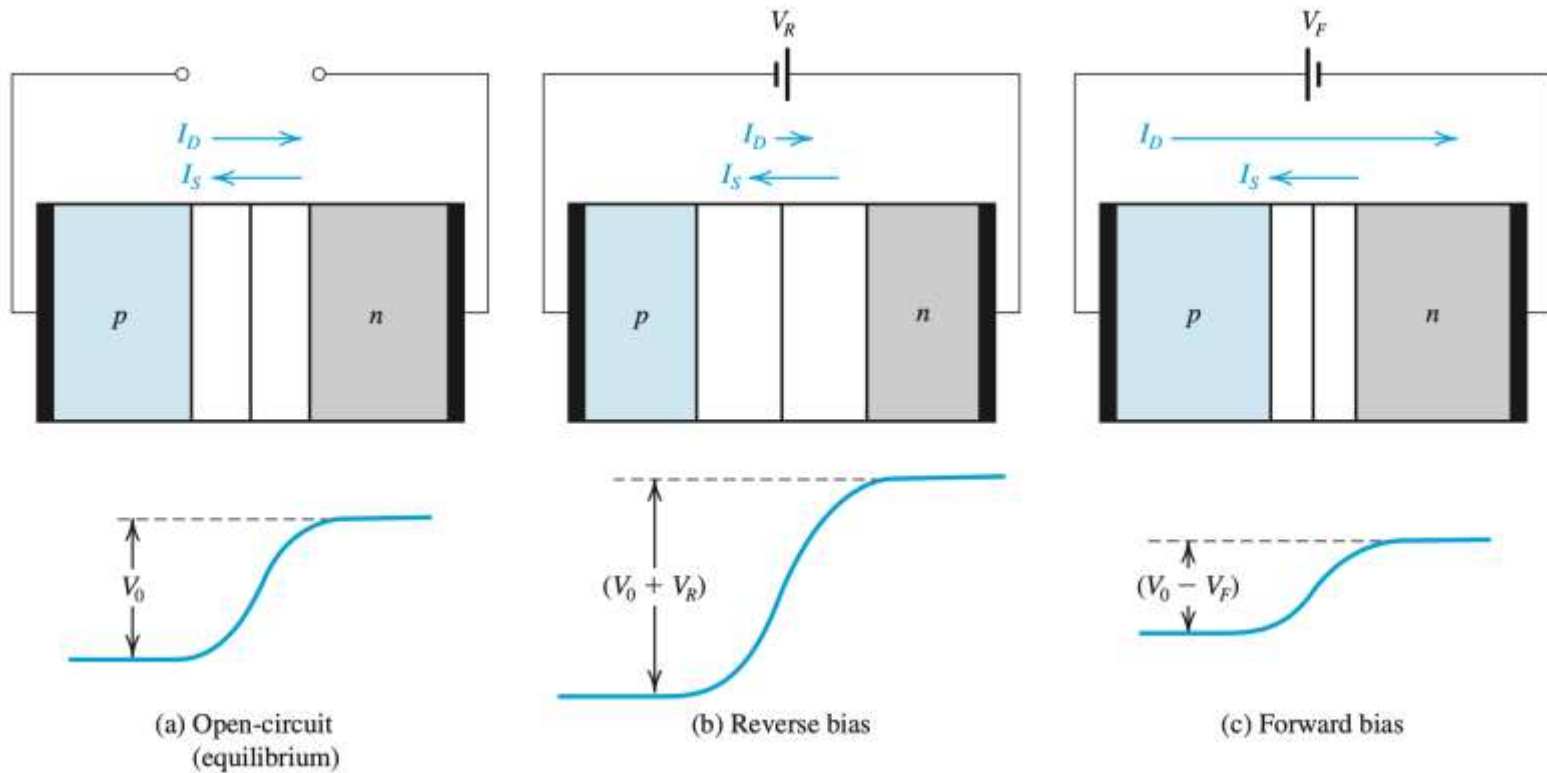 V_R
V_F
I_D
I_S
I_D
I_S
I_D
I_S
p
n
p
n
p
n
V_0
(V_0 + V_R)
(V_0 − V_F)
(a) Open-circuit
(equilibrium)
(b) Reverse bias
(c) Forward bias